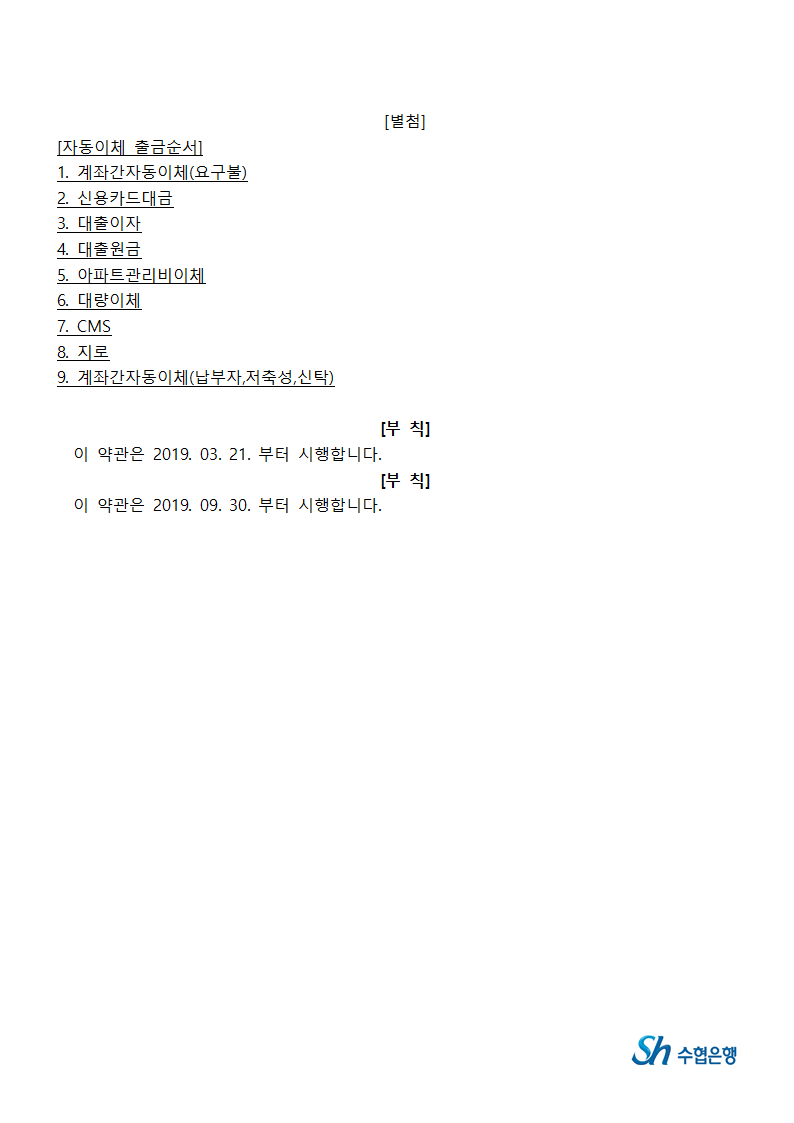 [별첨]
[자동이체 출금순서]
1. 계좌간자동이체(요구불)
2. 신용카드대금
3. 대출이자
4. 대출원금
5. 아파트관리비이체
6. 대량이체
7. CMS
8. 지로
9. 계좌간자동이체(납부자,저축성,신탁)
[부 칙]
이 약관은 2019. 03. 21. 부터 시행합니다.
[부 칙]
이 약관은 2019. 09. 30. 부터 시행합니다.
Sh 수협은행